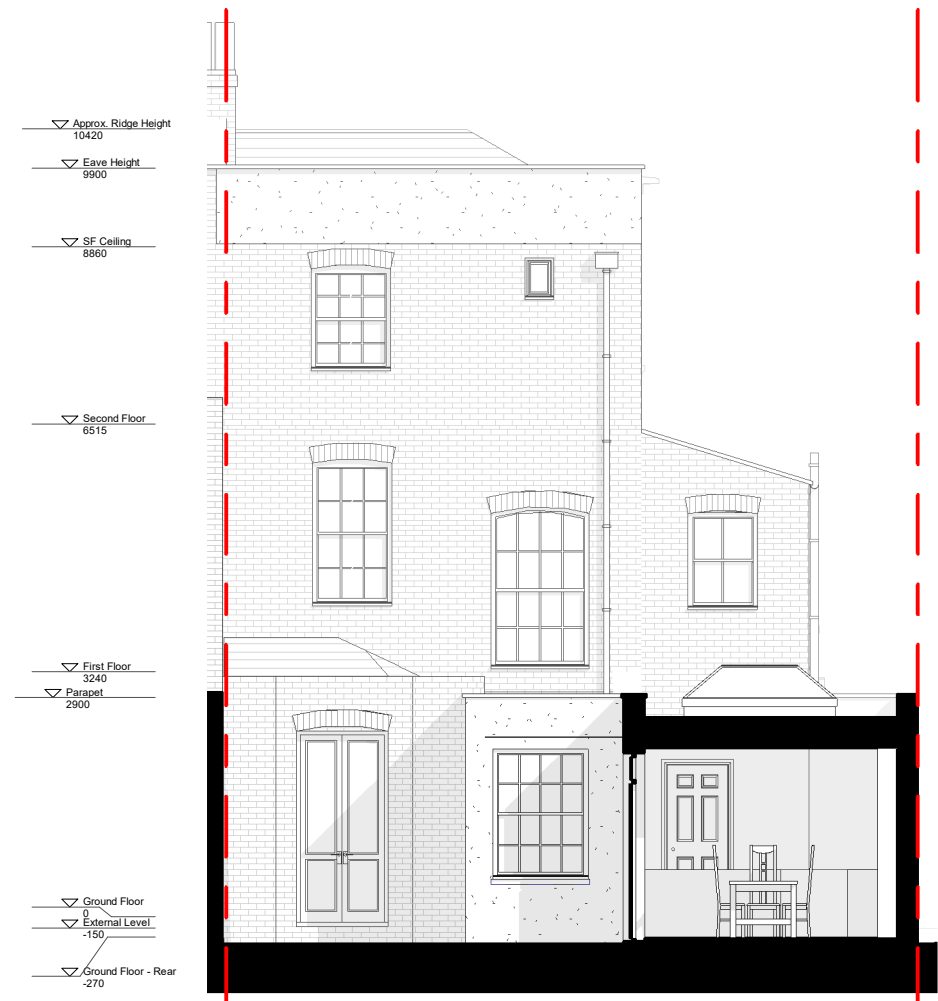 Approx. Ridge Height
10420
Eave Height
9900
SF Ceiling
8860
Second Floor
6515
First Floor
3240
Parapet
2900
Ground Floor
0
External Level
-150
Ground Floor - Rear
-270